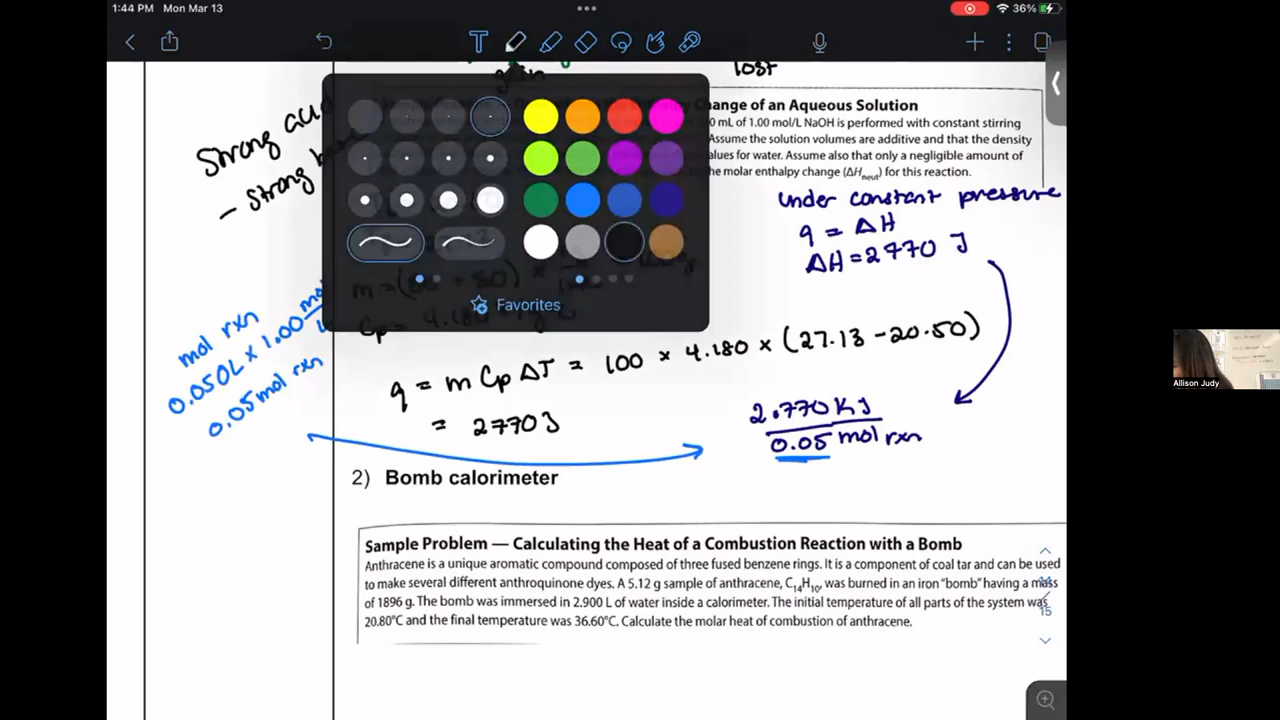 1:44 PM Mon Mar 13
36%
T
lost
Strong acid
- strong
Change of an Aqueous Solution
0 mL of 1.00 mol/L NaOH is performed with constant stirring
Assume the solution volumes are additive and that the density
alues for water. Assume also that only a negligible amount of
he molar enthalpy change (ΔHneut) for this reaction.
under constant pressure
q = ΔH
ΔH = 2770 J
Favorites
mol rxn
0.050L × 1.00 mol
0.05 mol rxn
Cp
q = m Cp ΔT = 100 × 4.180 × (27.13 - 20.50)
= 2770J
2.770 KJ
0.05 mol rxn
2) Bomb calorimeter
Sample Problem — Calculating the Heat of a Combustion Reaction with a Bomb
Anthracene is a unique aromatic compound composed of three fused benzene rings. It is a component of coal tar and can be used
to make several different anthroquinone dyes. A 5.12 g sample of anthracene, C14H10, was burned in an iron "bomb" having a mass
of 1896 g. The bomb was immersed in 2.900 L of water inside a calorimeter. The initial temperature of all parts of the system was
20.80°C and the final temperature was 36.60°C. Calculate the molar heat of combustion of anthracene.
15
Allison Judy